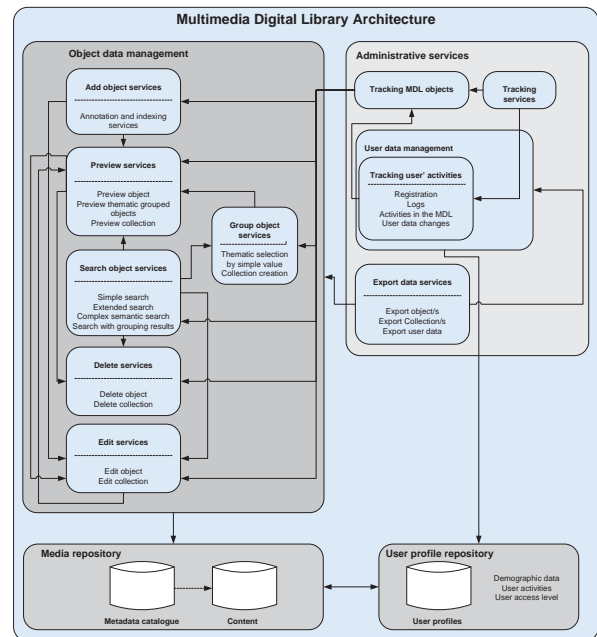 Multimedia Digital Library Architecture
Object data management
Add object services
Annotation and indexing
services
Preview services
Preview object
Preview thematic grouped
objects
Preview collection
Group object
services
Thematic selection
by simple value
Collection creation
Search object services
Simple search
Extended search
Complex semantic search
Search with grouping results
Delete services
Delete object
Delete collection
Edit services
Edit object
Edit collection
Administrative services
Tracking MDL objects
Tracking
services
User data management
Tracking user' activities
Registration
Logs
Activities in the MDL
User data changes
Export data services
Export object/s
Export Collection/s
Export user data
Media repository
Metadata catalogue
Content
User profile repository
User profiles
Demographic data
User activities
User access level